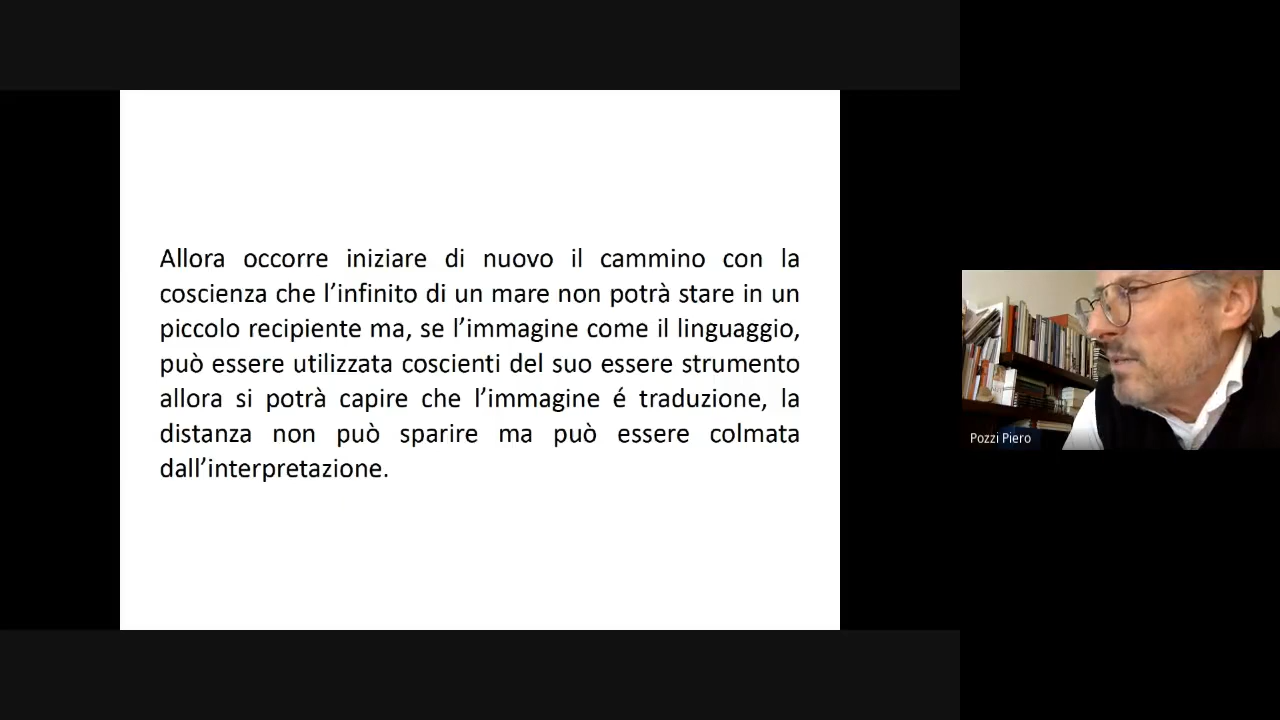 Allora occorre iniziare di nuovo il cammino con la
coscienza che l’infinito di un mare non potrà stare in un
piccolo recipiente ma, se l’immagine come il linguaggio,
può essere utilizzata coscienti del suo essere strumento
allora si potrà capire che l’immagine é traduzione, la
distanza non può sparire ma può essere colmata
dall’interpretazione.
Pozzi Piero